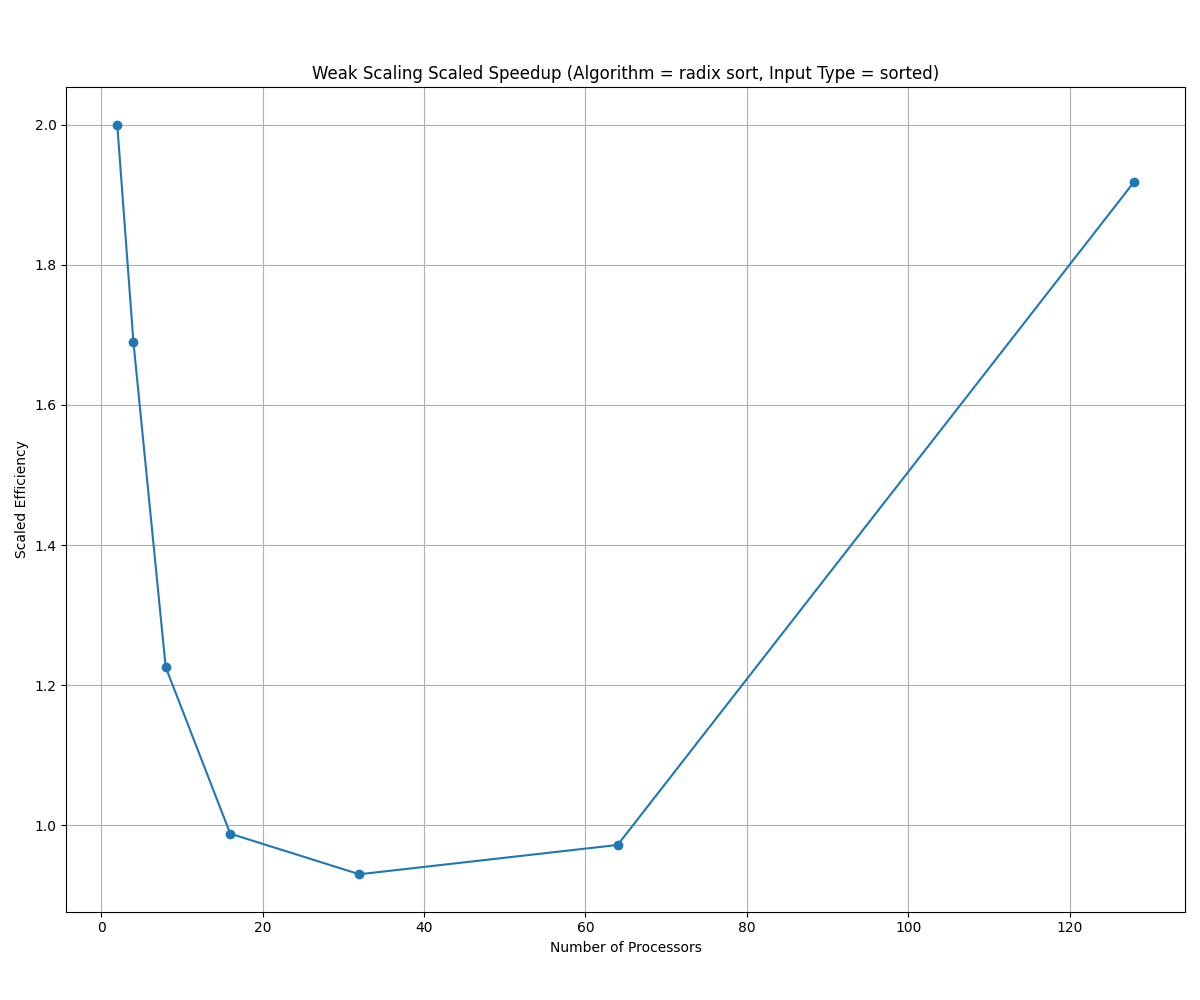 Weak Scaling Scaled Speedup (Algorithm = radix sort, Input Type = sorted)
2.0
1.8
1.6
1.4
1.2
1.0
Scaled Efficiency
0 20 40 60 80 100 120
Number of Processors